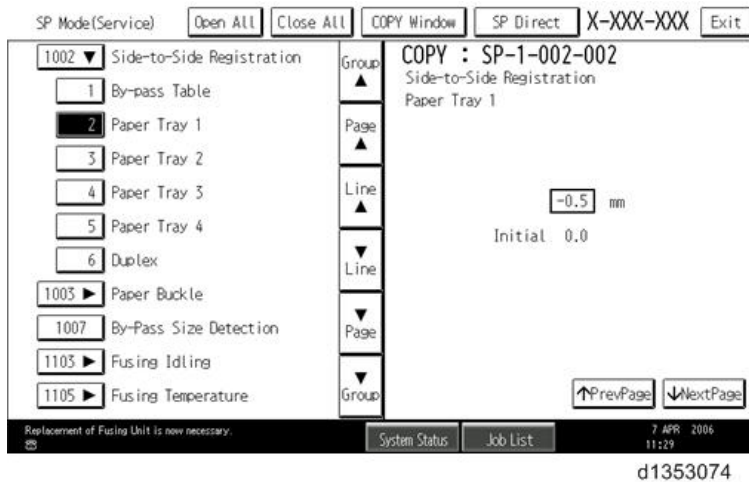 SP Mode(Service) Open All Close All COPY Window SP Direct X-XXX-XXX Exit
1002 ▼ Side-to-Side Registration
1 By-pass Table
2 Paper Tray 1
3 Paper Tray 2
4 Paper Tray 3
5 Paper Tray 4
6 Duplex
1003 ► Paper Buckle
1007 By-Pass Size Detection
1103 ► Fusing Idling
1105 ► Fusing Temperature
Group
▲
Page
▲
Line
▲
▼
Line
▼
Page
▼
Group
COPY : SP-1-002-002
Side-to-Side Registration
Paper Tray 1
-0.5 mm
Initial 0.0
↑PrevPage ↓NextPage
Replacement of Fusing Unit is now necessary.
System Status Job List
7 APR 2006
11:29
d1353074